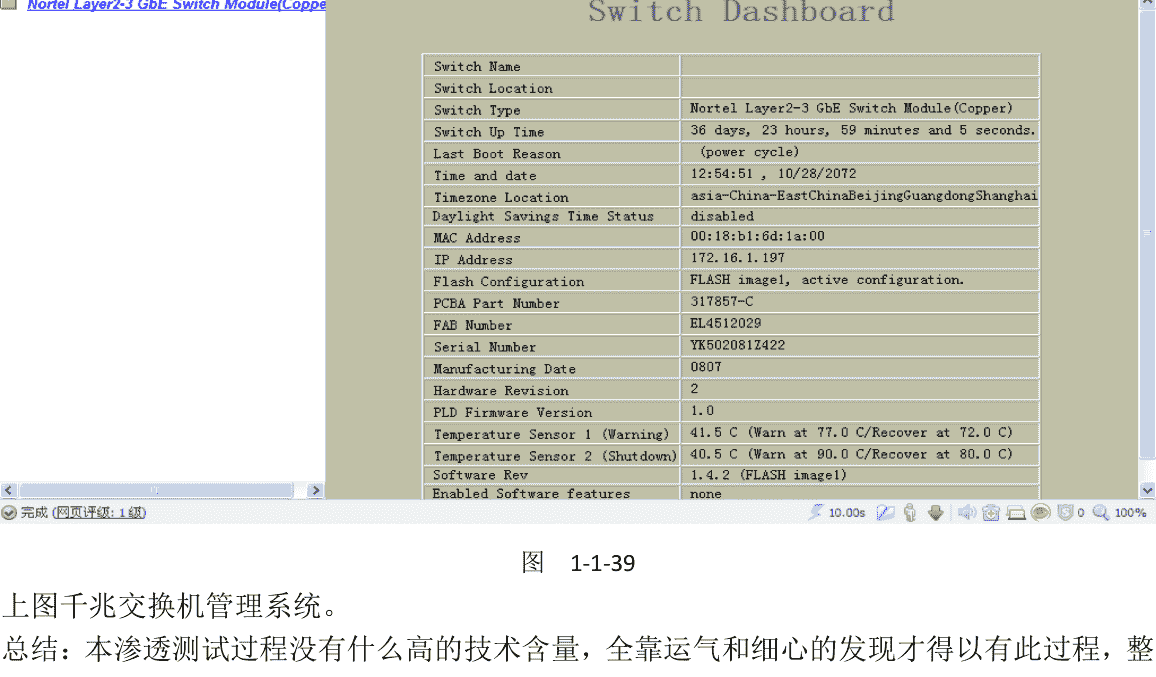 Nortel Layer2-3 GbE Switch Module(Coppe
Switch Dashboard
Switch Name
Switch Location
Switch Type Nortel Layer2-3 GbE Switch Module(Copper)
Switch Up Time 36 days, 23 hours, 59 minutes and 5 seconds.
Last Boot Reason (power cycle)
Time and date 12:54:51 , 10/28/2072
Timezone Location asia-China-EastChinaBeijingGuangdongShanghai
Daylight Savings Time Status disabled
MAC Address 00:18:b1:6d:1a:00
IP Address 172.16.1.197
Flash Configuration FLASH image1, active configuration.
PCBA Part Number 317857-C
FAB Number EL4512029
Serial Number YK502081Z422
Manufacturing Date 0807
Hardware Revision 2
PLD Firmware Version 1.0
Temperature Sensor 1 (Warning) 41.5 C (Warn at 77.0 C/Recover at 72.0 C)
Temperature Sensor 2 (Shutdown) 40.5 C (Warn at 90.0 C/Recover at 80.0 C)
Software Rev 1.4.2 (FLASH image1)
Enabled Software features none
完成 (网页评级: 1 级) 10.00s 0 100%
图 1-1-39
上图千兆交换机管理系统。
总结：本渗透测试过程没有什么高的技术含量，全靠运气和细心的发现才得以有此过程，整